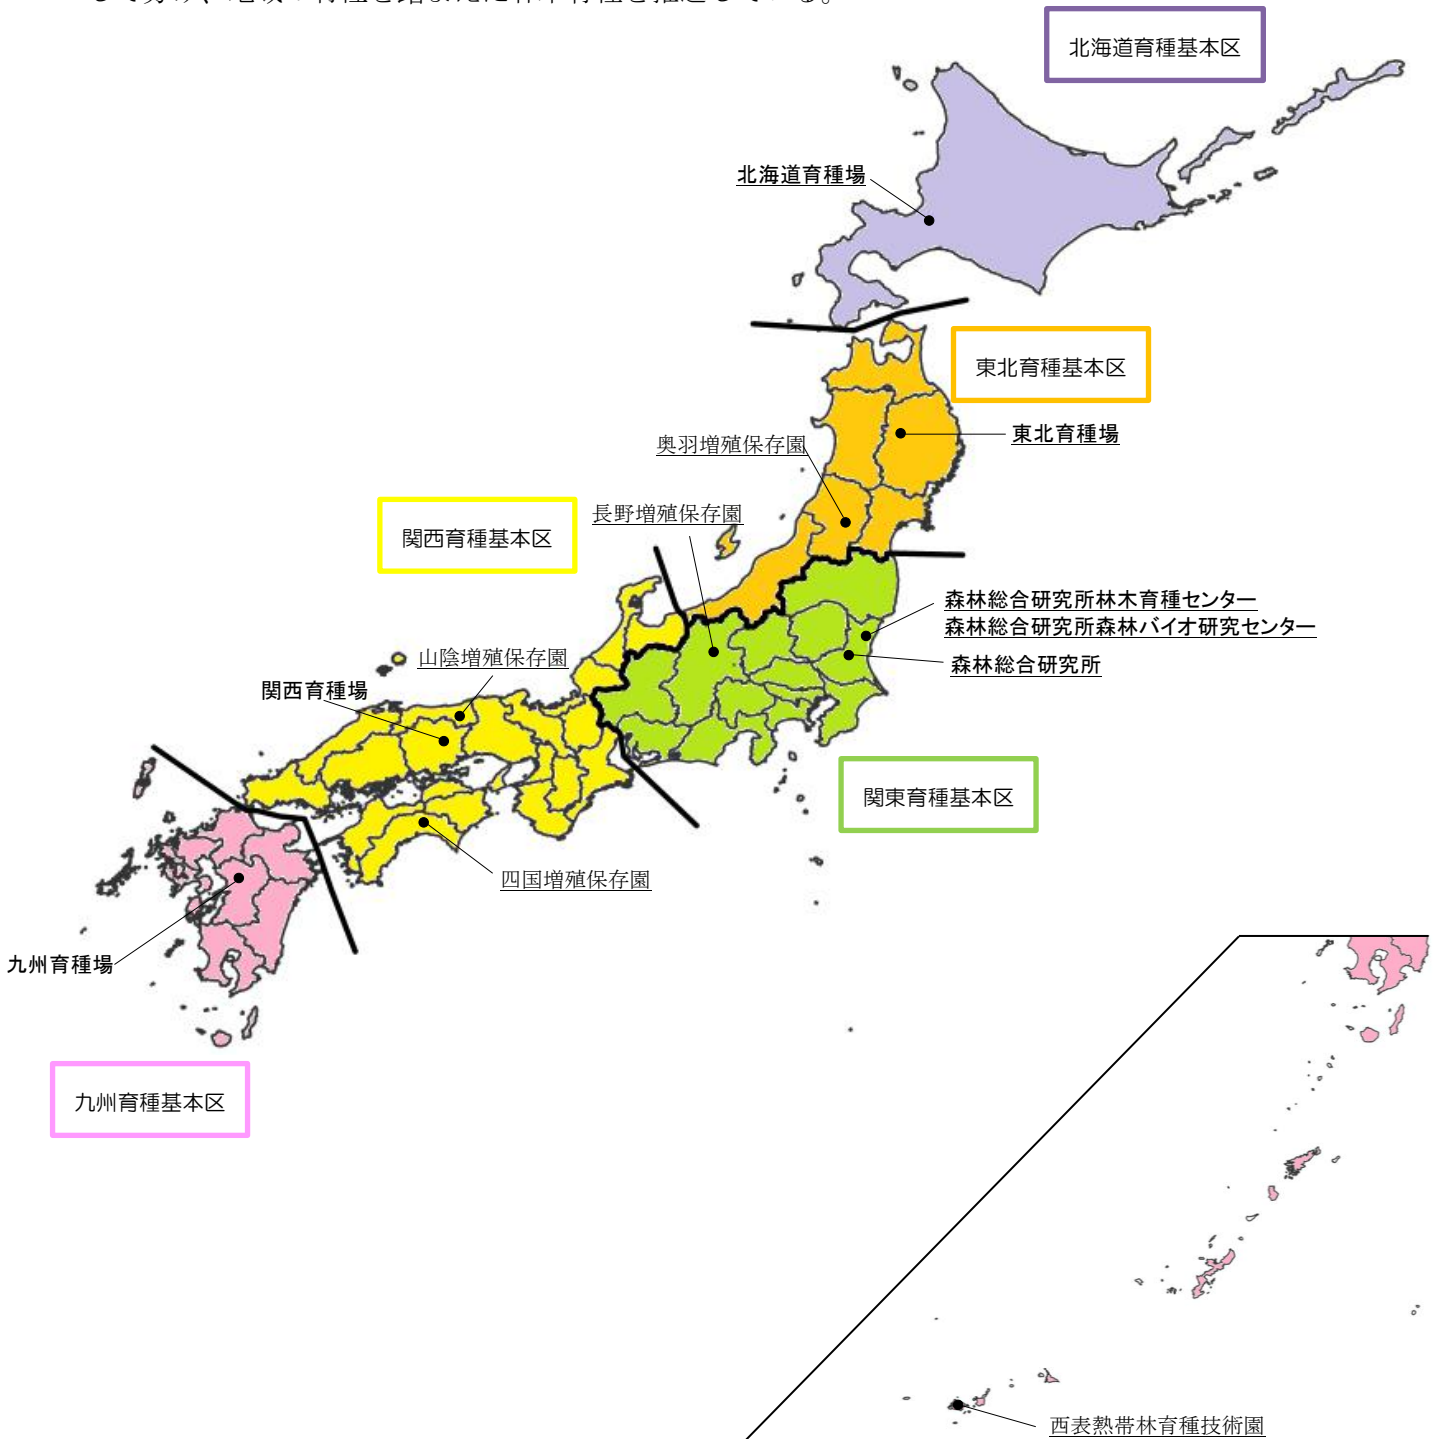 北海道育種基本区
北海道育種場
東北育種基本区
東北育種場
奥羽増殖保存園
関西育種基本区
長野増殖保存園
森林総合研究所林木育種センター
森林総合研究所森林バイオ研究センター
森林総合研究所
山陰増殖保存園
関西育種場
関東育種基本区
四国増殖保存園
九州育種場
九州育種基本区
西表熱帯林育種技術園